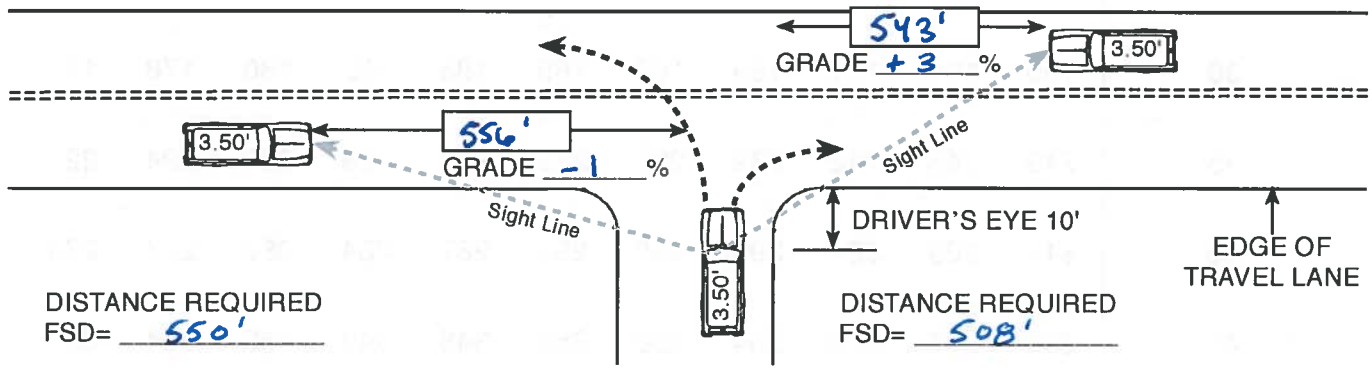 543'
GRADE + 3 %
3.50'
3.50'
556'
GRADE - 1 %
Sight Line
Sight Line
DRIVER'S EYE 10'
3.50'
EDGE OF
TRAVEL LANE
DISTANCE REQUIRED
FSD= 550'
DISTANCE REQUIRED
FSD= 508'